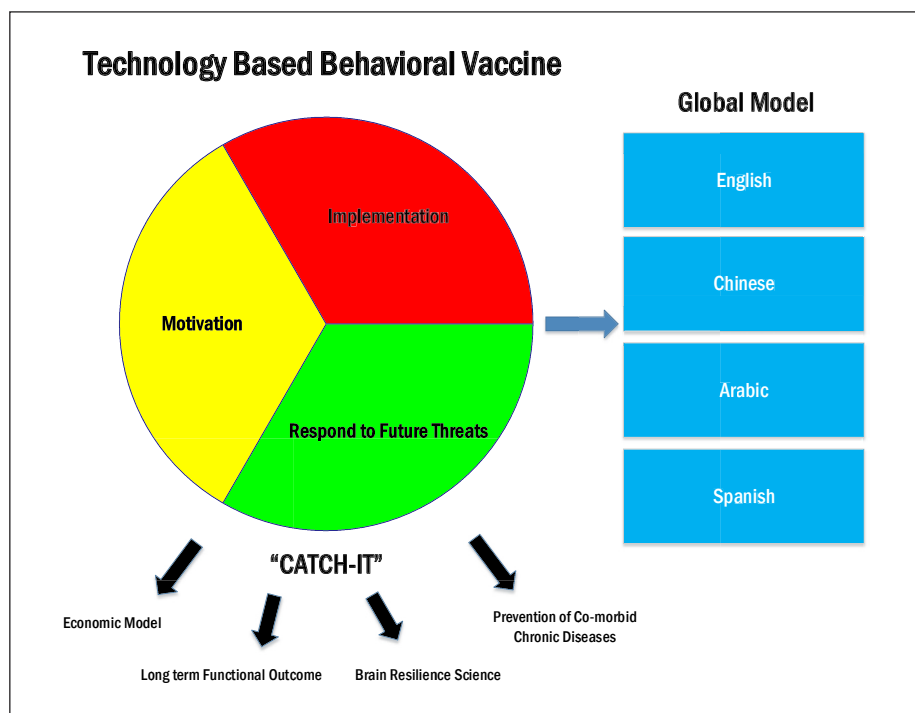 Technology Based Behavioral Vaccine
Global Model
Implementation
Motivation
Respond to Future Threats
English
Chinese
Arabic
Spanish
“CATCH-IT”
Economic Model
Long term Functional Outcome
Brain Resilience Science
Prevention of Co-morbid
Chronic Diseases